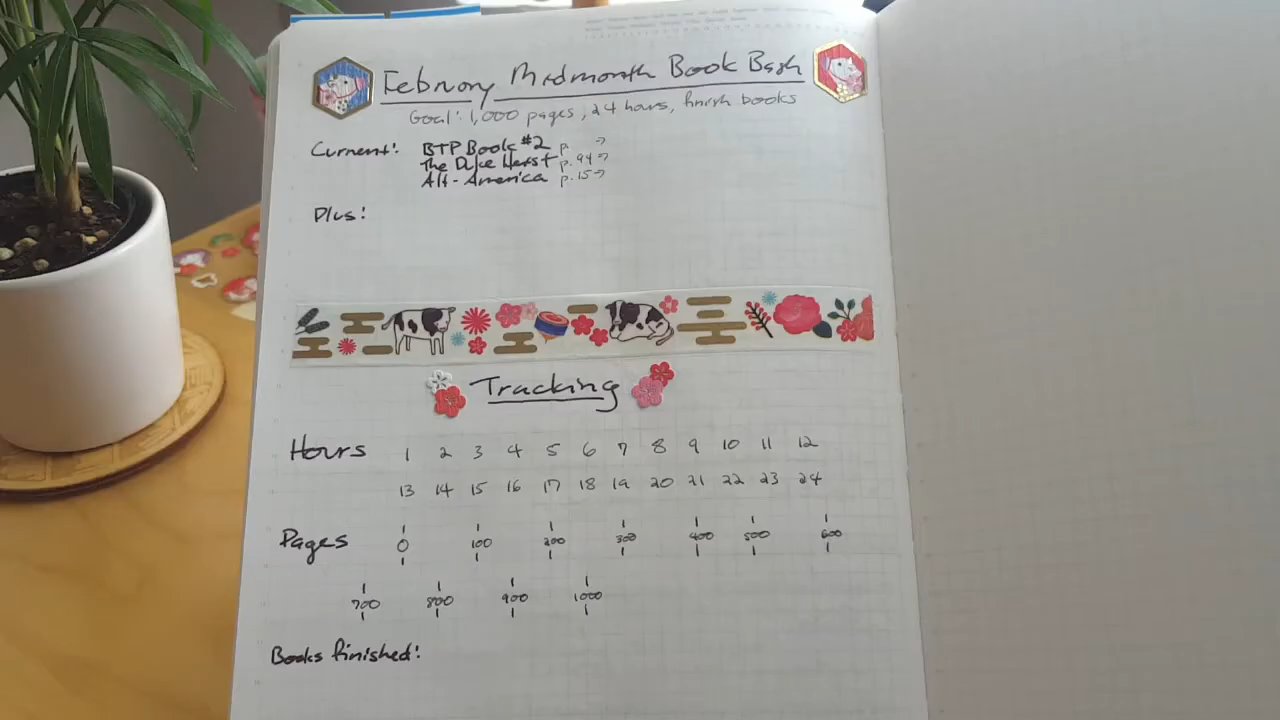 February Midmonth Book Bash
Goal: 1,000 pages, 24 hours, finish books
Current: BTP Book #2 p. →
The Duke Heist p. 94→
Alt-America p. 15→
Plus:
Tracking
Hours 1 2 3 4 5 6 7 8 9 10 11 12
13 14 15 16 17 18 19 20 21 22 23 24
Pages 0 100 200 300 400 500 600
700 800 900 1000
Books finished: